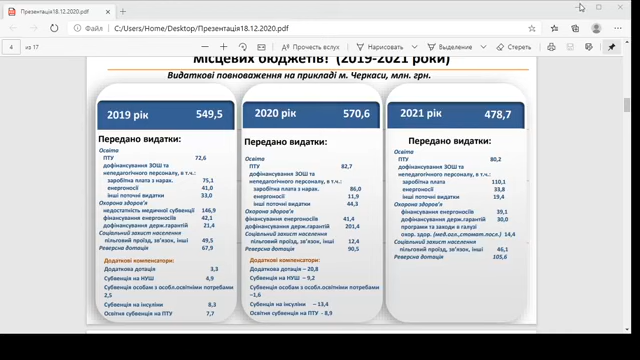 Презентація18.12.2020.pdf
C:/Users/Home/Desktop/Презентація18.12.2020.pdf
4 из 17 Прочесть вслух Нарисовать Выделение Стереть
місцевих бюджетів! (2019-2021 роки)
Видаткові повноваження на прикладі м. Черкаси, млн. грн.
2019 рік 549,5
Передано видатки:
Освіта
ПТУ 72,6
дофінансування ЗОШ та
непедагогічного персоналу, в т.ч.:
заробітна плата з нарах. 75,1
енергоносії 41,0
інші поточні видатки 33,0
Охорона здоров'я
недостатність медичної субвенції 146,9
фінансування енергоносіїв 42,1
дофінансування держ.гарантій 21,4
Соціальний захист населення
пільговий проїзд, зв'язок, інші 49,5
Реверсна дотація 67,9
Додаткові компенсатори:
Додаткова дотація 3,3
Субвенція на НУШ 4,9
Субвенція особам з особл.освітніми потребами
2,5
Субвенція на інсуліни 8,3
Освітня субвенція на ПТУ 7,7
2020 рік 570,6
Передано видатки:
Освіта
ПТУ 82,7
дофінансування ЗОШ та
непедагогічного персоналу, в т.ч.:
заробітна плата з нарах. 86,0
енергоносії 11,9
інші поточні видатки 44,3
Охорона здоров'я
фінансування енергоносіїв 41,4
дофінансування держ.гарантій 201,4
Соціальний захист населення
пільговий проїзд, зв'язок, інші 12,4
Реверсна дотація 90,5
Додаткові компенсатори:
Додаткова дотація – 20,8
Субвенція на НУШ – 9,2
Субвенція особам з особл.освітніми потребами
–1,6
Субвенція на інсуліни – 13,4
Освітня субвенція на ПТУ - 8,9
2021 рік 478,7
Передано видатки:
Освіта
ПТУ 80,2
дофінансування ЗОШ та
непедагогічного персоналу, в т.ч.:
заробітна плата 110,1
енергоносії 33,8
інші поточні видатки 19,4
Охорона здоров'я
фінансування енергоносіїв 39,1
дофінансування держ.гарантій 30,0
програми та заходи в галузі
охор. здор. (мед.огл.,стомат.посл.) 14,4
Соціальний захист населення
пільговий проїзд, зв'язок, інші 46,1
Реверсна дотація 105,6